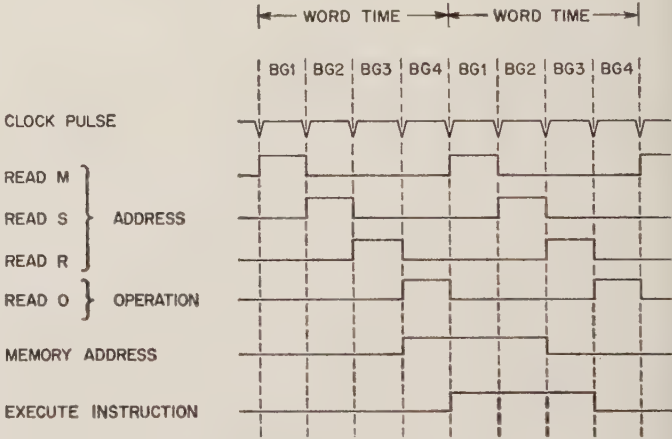 WORD TIME WORD TIME
BG1 BG2 BG3 BG4 BG1 BG2 BG3 BG4
CLOCK PULSE
READ M
READ S ADDRESS
READ R
READ O OPERATION
MEMORY ADDRESS
EXECUTE INSTRUCTION